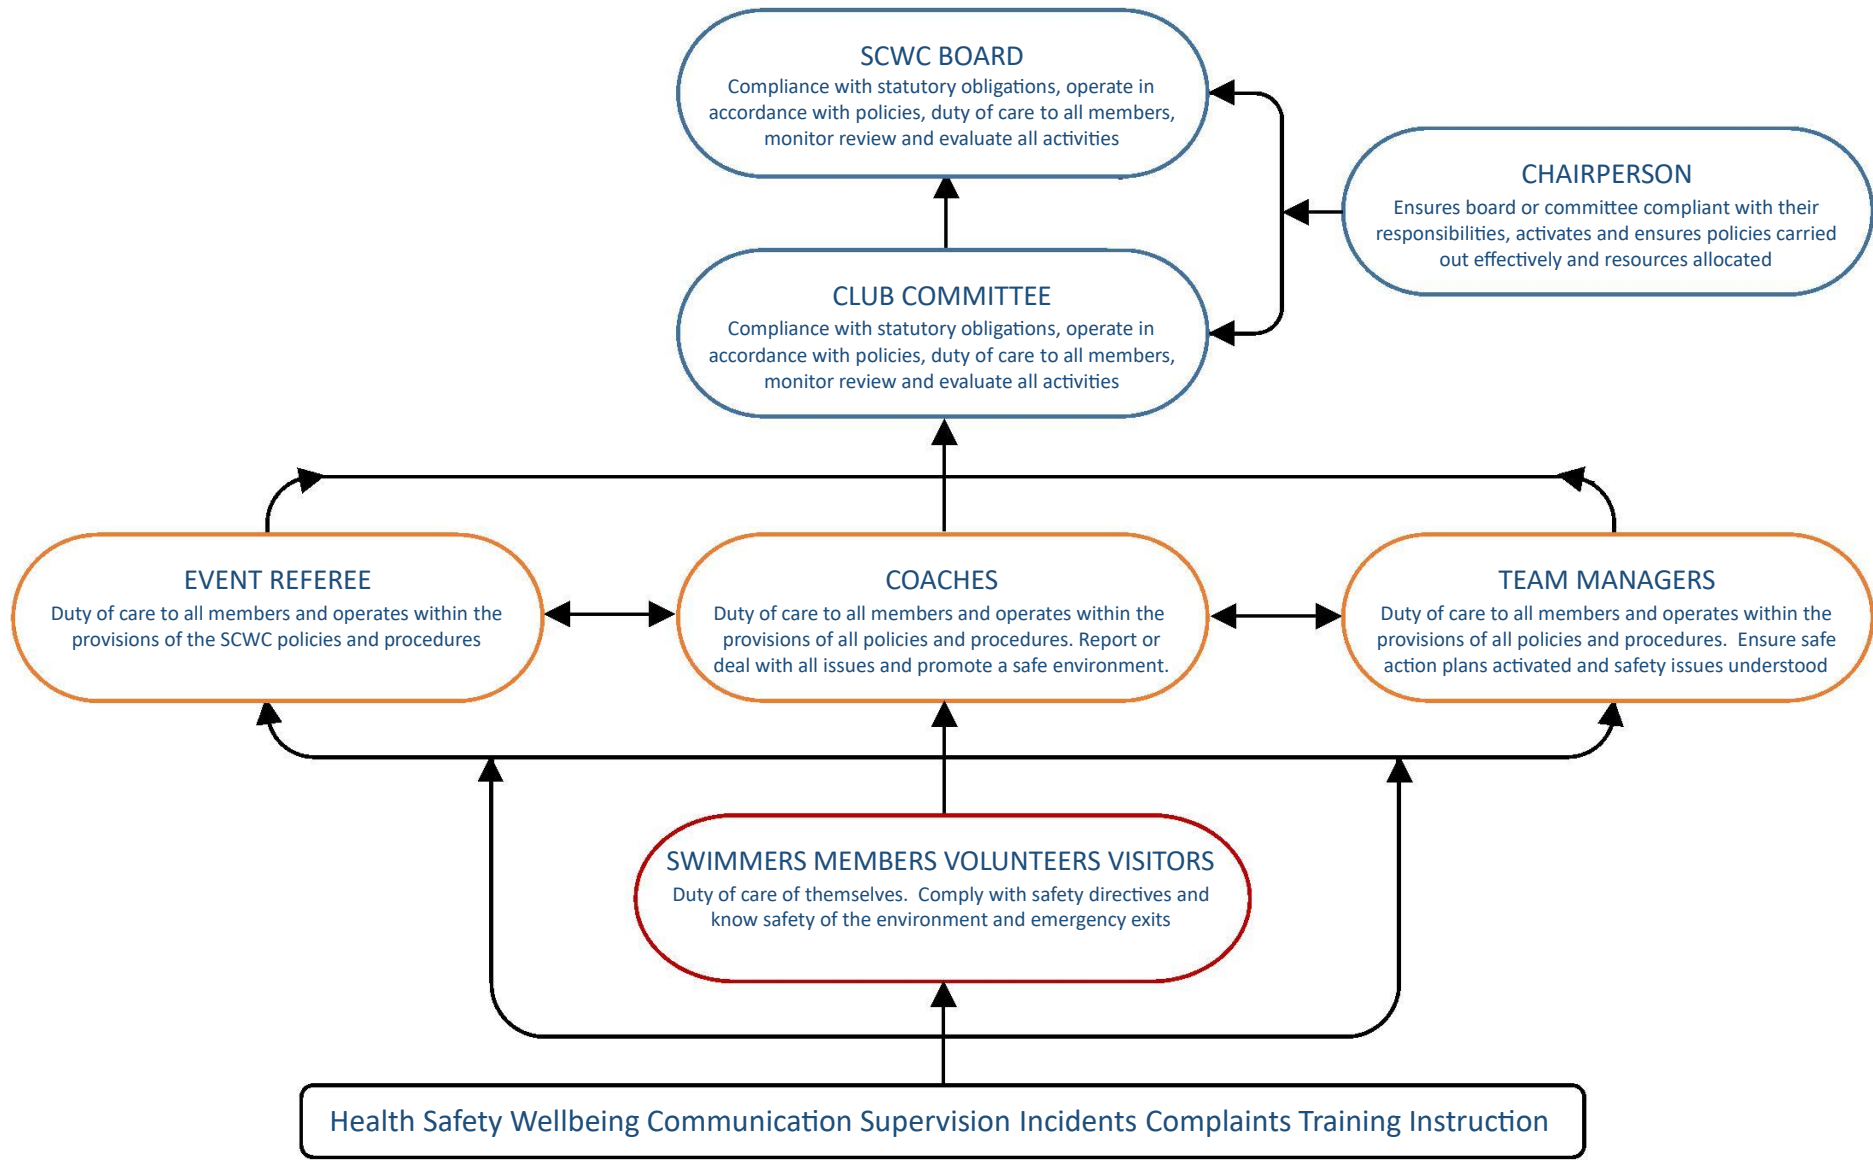 SCWC BOARD
Compliance with statutory obligations, operate in
accordance with policies, duty of care to all members,
monitor review and evaluate all activities
CHAIRPERSON
Ensures board or committee compliant with their
responsibilities, activates and ensures policies carried
out effectively and resources allocated
CLUB COMMITTEE
Compliance with statutory obligations, operate in
accordance with policies, duty of care to all members,
monitor review and evaluate all activities
EVENT REFEREE
Duty of care to all members and operates within the
provisions of the SCWC policies and procedures
COACHES
Duty of care to all members and operates within the
provisions of all policies and procedures. Report or
deal with all issues and promote a safe environment.
TEAM MANAGERS
Duty of care to all members and operates within the
provisions of all policies and procedures.  Ensure safe
action plans activated and safety issues understood
SWIMMERS MEMBERS VOLUNTEERS VISITORS
Duty of care of themselves.  Comply with safety directives and
know safety of the environment and emergency exits
Health Safety Wellbeing Communication Supervision Incidents Complaints Training Instruction